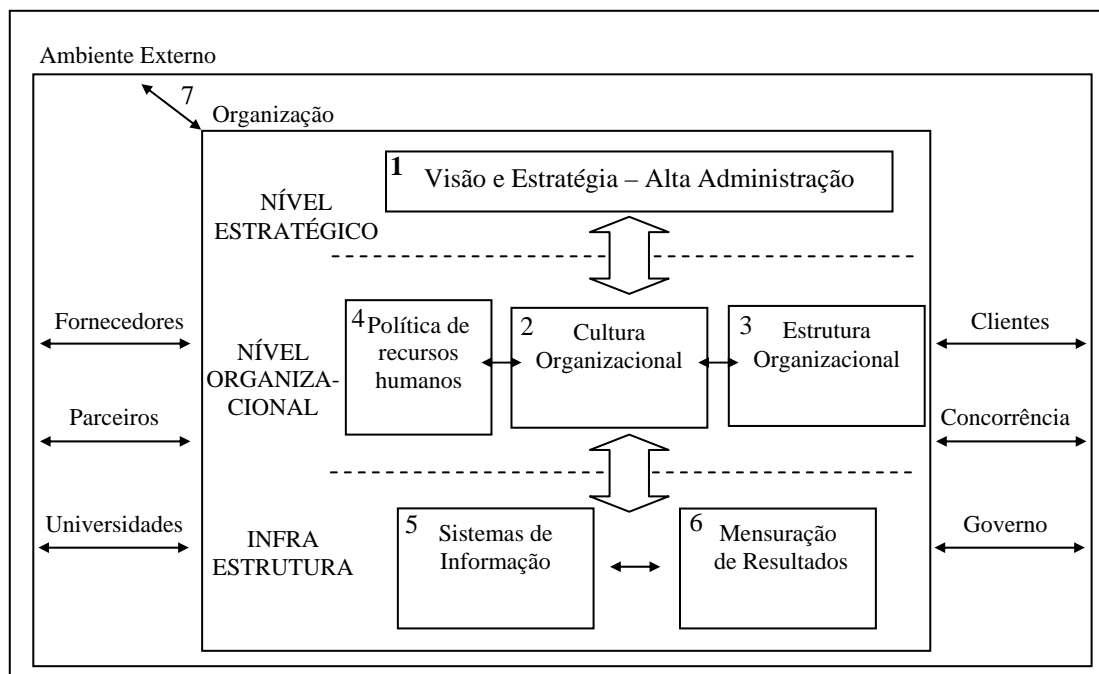 Ambiente Externo
7
Organização
1
Visão e Estratégia – Alta Administração
NÍVEL
ESTRATÉGICO
Fornecedores
Parceiros
Universidades
NÍVEL
ORGANIZA-
CIONAL
4
Política de
recursos
humanos
2
Cultura
Organizacional
3
Estrutura
Organizacional
Clientes
Concorrência
Governo
INFRA
ESTRUTURA
5
Sistemas de
Informação
6
Mensuração
de Resultados